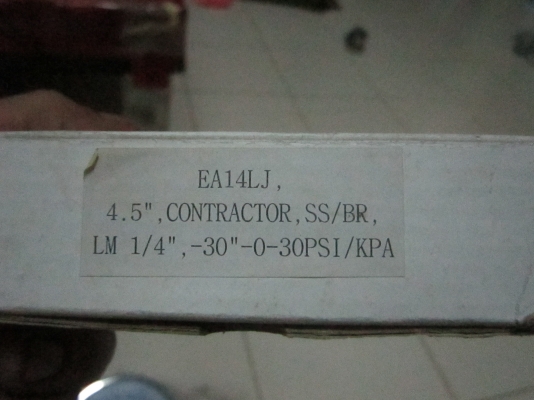 EA14LJ,
4.5",CONTRACTOR,SS/BR,
LM 1/4",-30"-0-30PSI/KPA